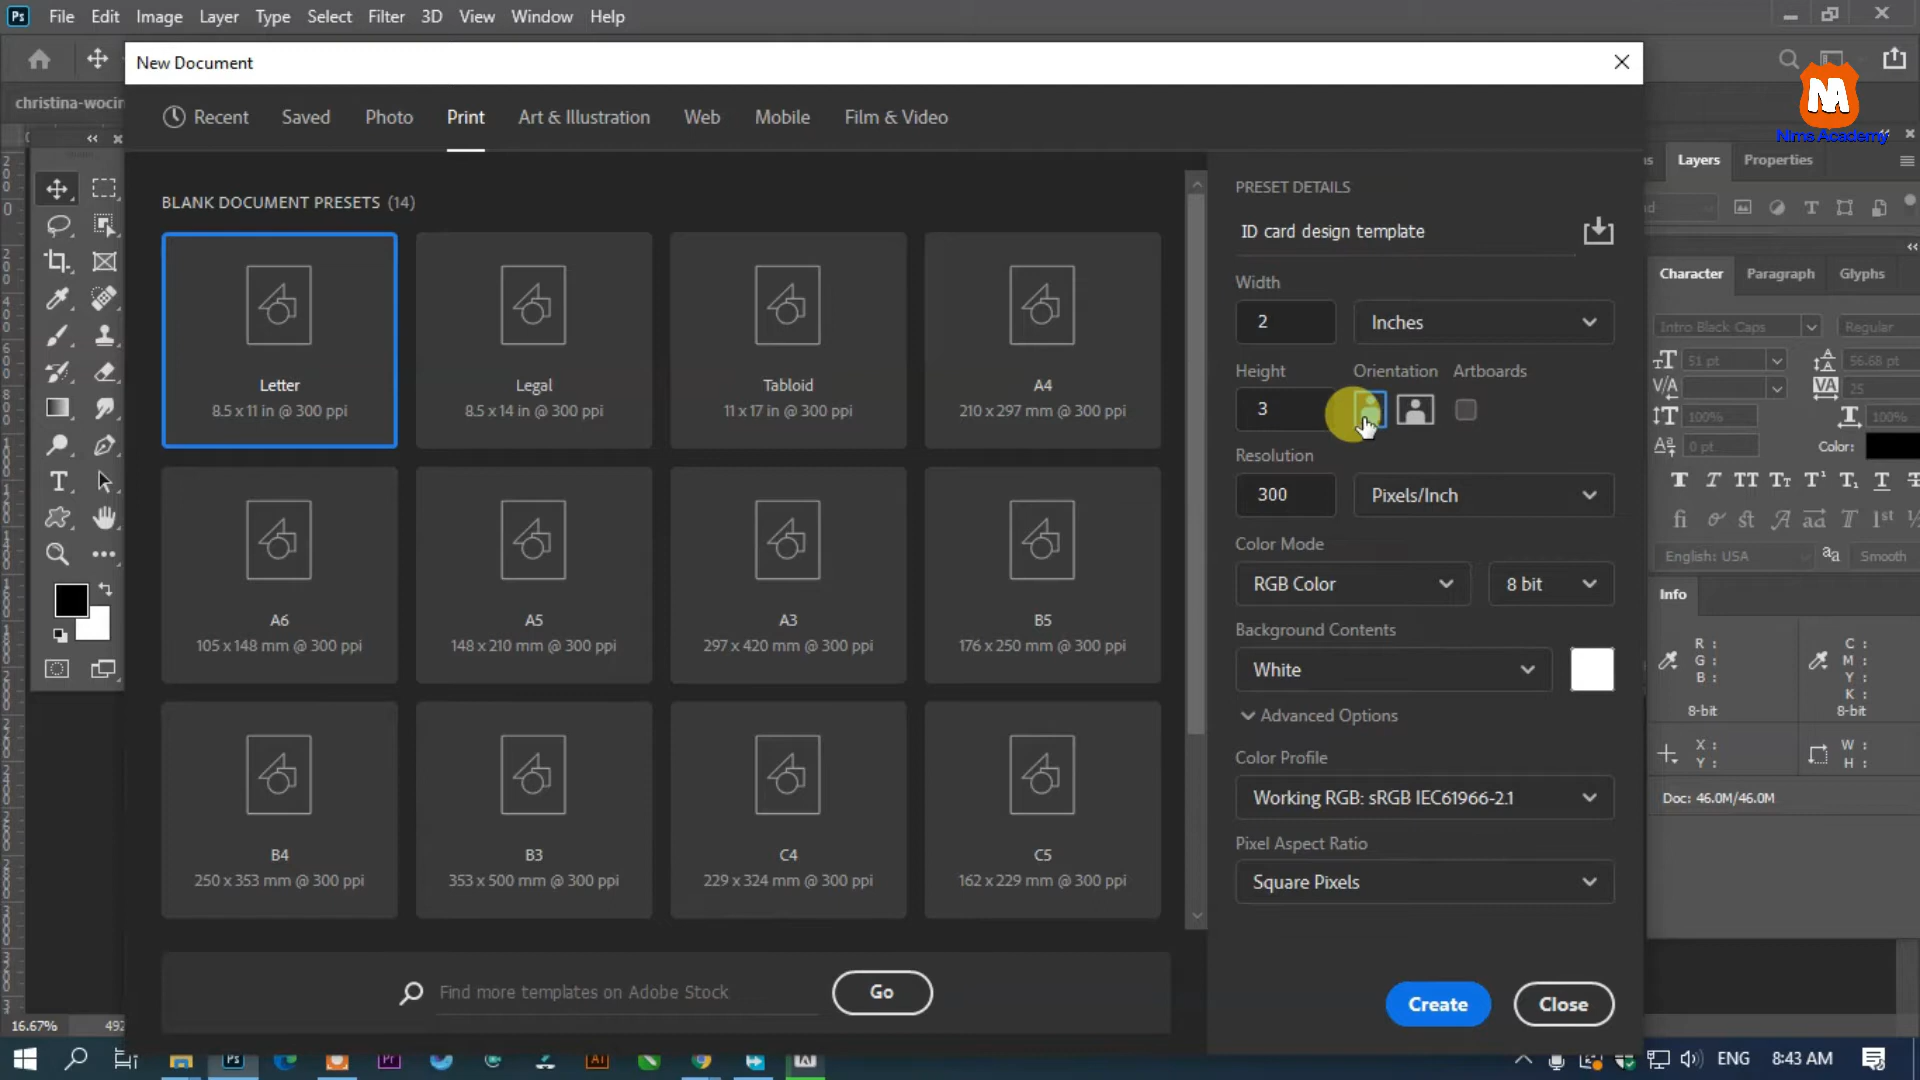 Ps File Edit Image Layer Type Select Filter 3D View Window Help
New Document
christina-wocin
Nims Academy
Recent Saved Photo Print Art & Illustration Web Mobile Film & Video
Layers Properties
BLANK DOCUMENT PRESETS (14)
Letter
8.5 x 11 in @ 300 ppi
Legal
8.5 x 14 in @ 300 ppi
Tabloid
11 x 17 in @ 300 ppi
A4
210 x 297 mm @ 300 ppi
A6
105 x 148 mm @ 300 ppi
A5
148 x 210 mm @ 300 ppi
A3
297 x 420 mm @ 300 ppi
B5
176 x 250 mm @ 300 ppi
B4
250 x 353 mm @ 300 ppi
B3
353 x 500 mm @ 300 ppi
C4
229 x 324 mm @ 300 ppi
C5
162 x 229 mm @ 300 ppi
Find more templates on Adobe Stock
Go
PRESET DETAILS
ID card design template
Width
2 Inches
Height Orientation Artboards
3
Resolution
300 Pixels/Inch
Color Mode
RGB Color 8 bit
Background Contents
White
Advanced Options
Color Profile
Working RGB: sRGB IEC61966-2.1
Pixel Aspect Ratio
Square Pixels
Create Close
Character Paragraph Glyphs
Intro Black Caps Regular
51 pt 56.68 pt
25
100% 100%
0 pt Color:
English: USA Smooth
Info
R : C :
G : M :
B : Y :
K :
8-bit 8-bit
X : W :
Y : H :
Doc: 46.0M/46.0M
16.67% 492
ENG 8:43 AM